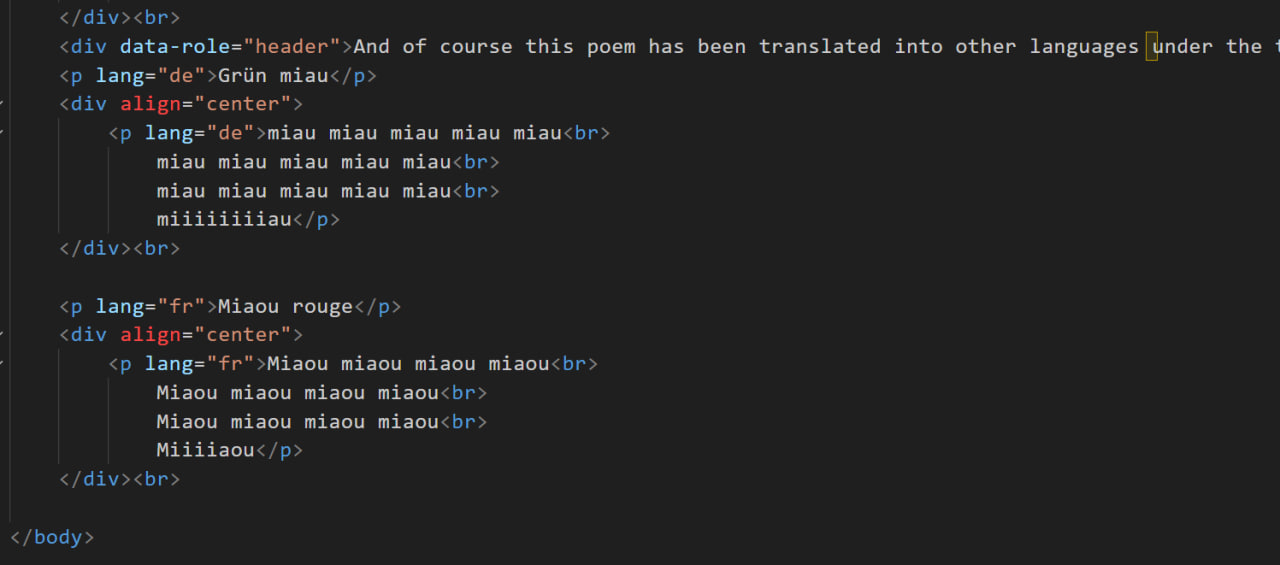 </div><br>
<div data-role="header">And of course this poem has been translated into other languages under the
<p lang="de">Grün miau</p>
<div align="center">
<p lang="de">miau miau miau miau miau<br>
miau miau miau miau miau<br>
miau miau miau miau miau<br>
miiiiiiiiau</p>
</div><br>
<p lang="fr">Miaou rouge</p>
<div align="center">
<p lang="fr">Miaou miaou miaou miaou<br>
Miaou miaou miaou miaou<br>
Miaou miaou miaou miaou<br>
Miiiiaou</p>
</div><br>
</body>